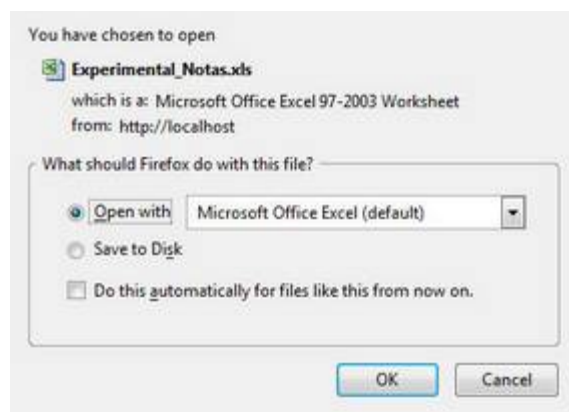 You have chosen to open
Experimental_Notas.xls
which is a: Microsoft Office Excel 97-2003 Worksheet
from: http://localhost
What should Firefox do with this file?
Open with
Microsoft Office Excel (default)
Save to Disk
Do this automatically for files like this from now on.
OK
Cancel